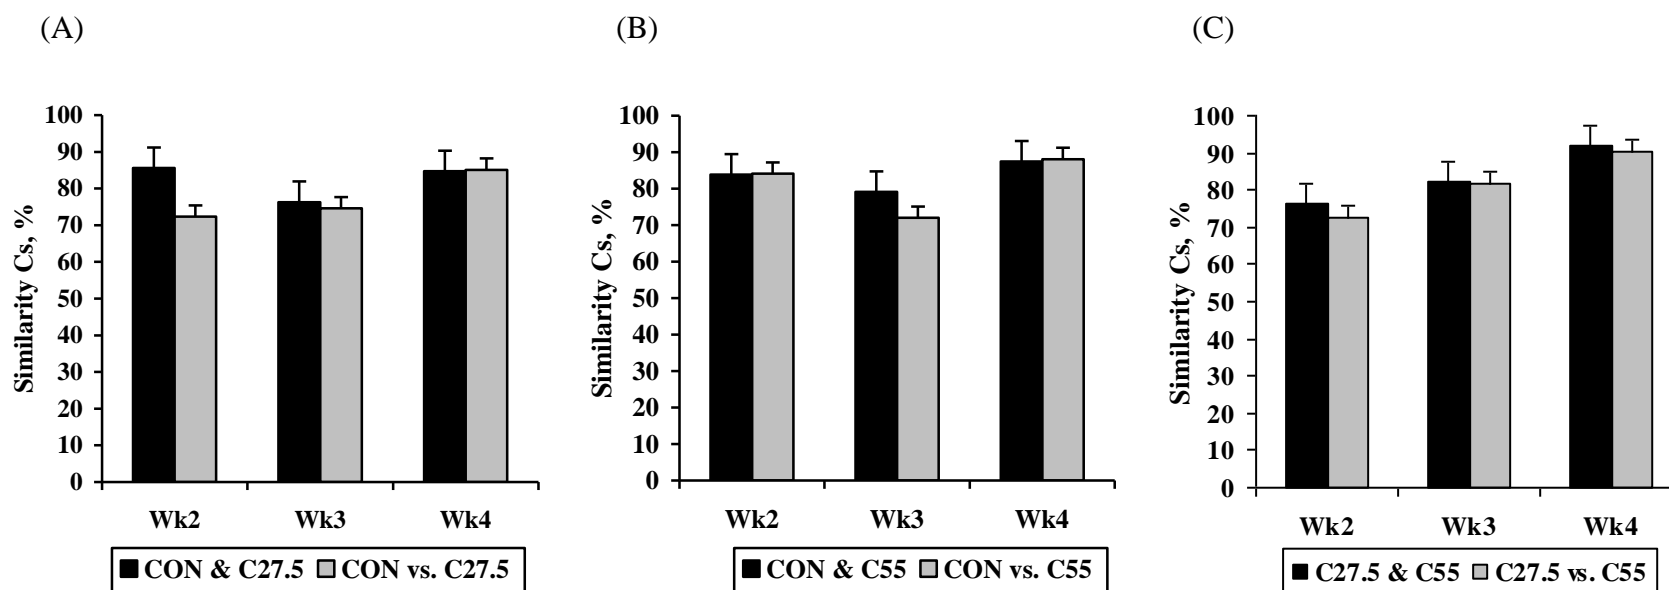 (A)
Similarity Cs, %
100
90
80
70
60
50
40
30
20
10
0
Wk2 Wk3 Wk4
CON & C27.5 CON vs. C27.5
(B)
Similarity Cs, %
100
90
80
70
60
50
40
30
20
10
0
Wk2 Wk3 Wk4
CON & C55 CON vs. C55
(C)
Similarity Cs, %
100
90
80
70
60
50
40
30
20
10
0
Wk2 Wk3 Wk4
C27.5 & C55 C27.5 vs. C55